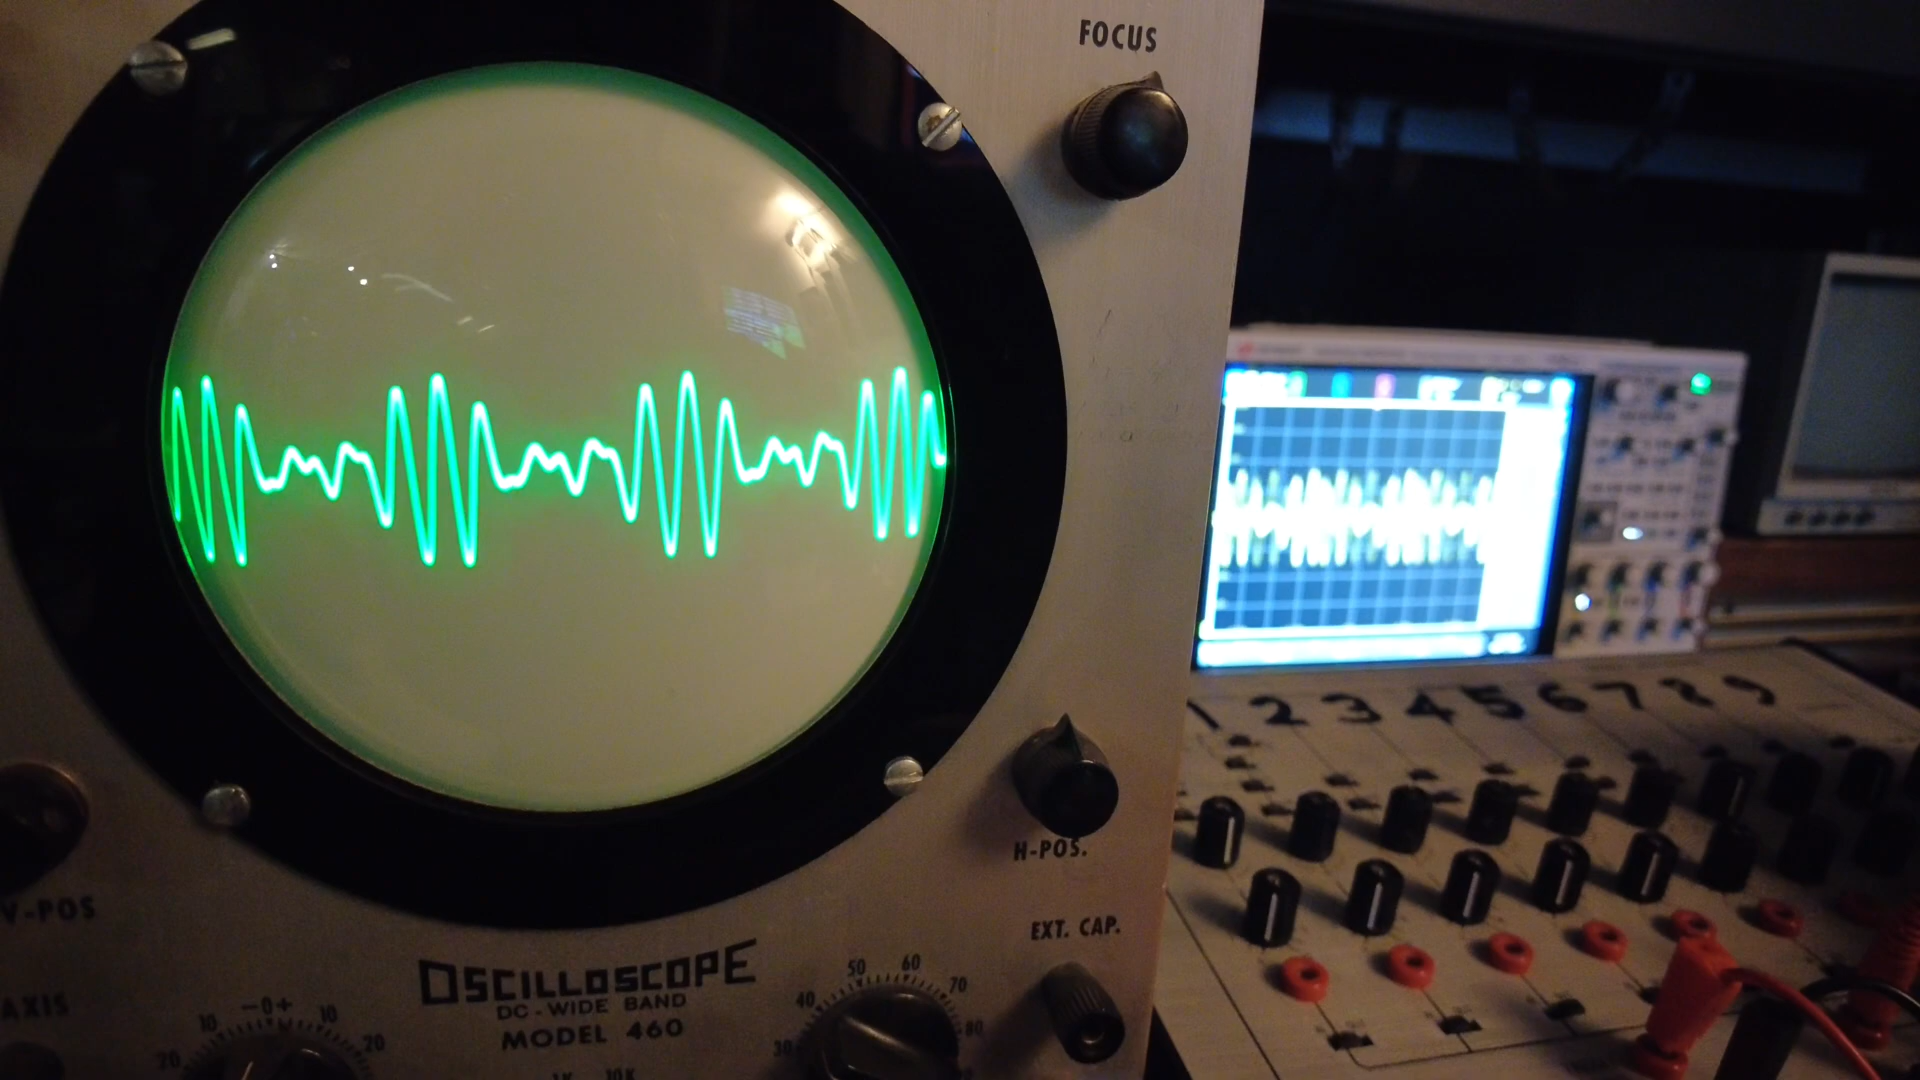 FOCUS
1 2 3 4 5 6 7 8 9
H-POS.
V-POS
EXT. CAP.
OSCILLOSCOPE
DC-WIDE BAND
MODEL 460
AXIS
20 10 -0+ 10 20
30 40 50 60 70 80
1K 10K